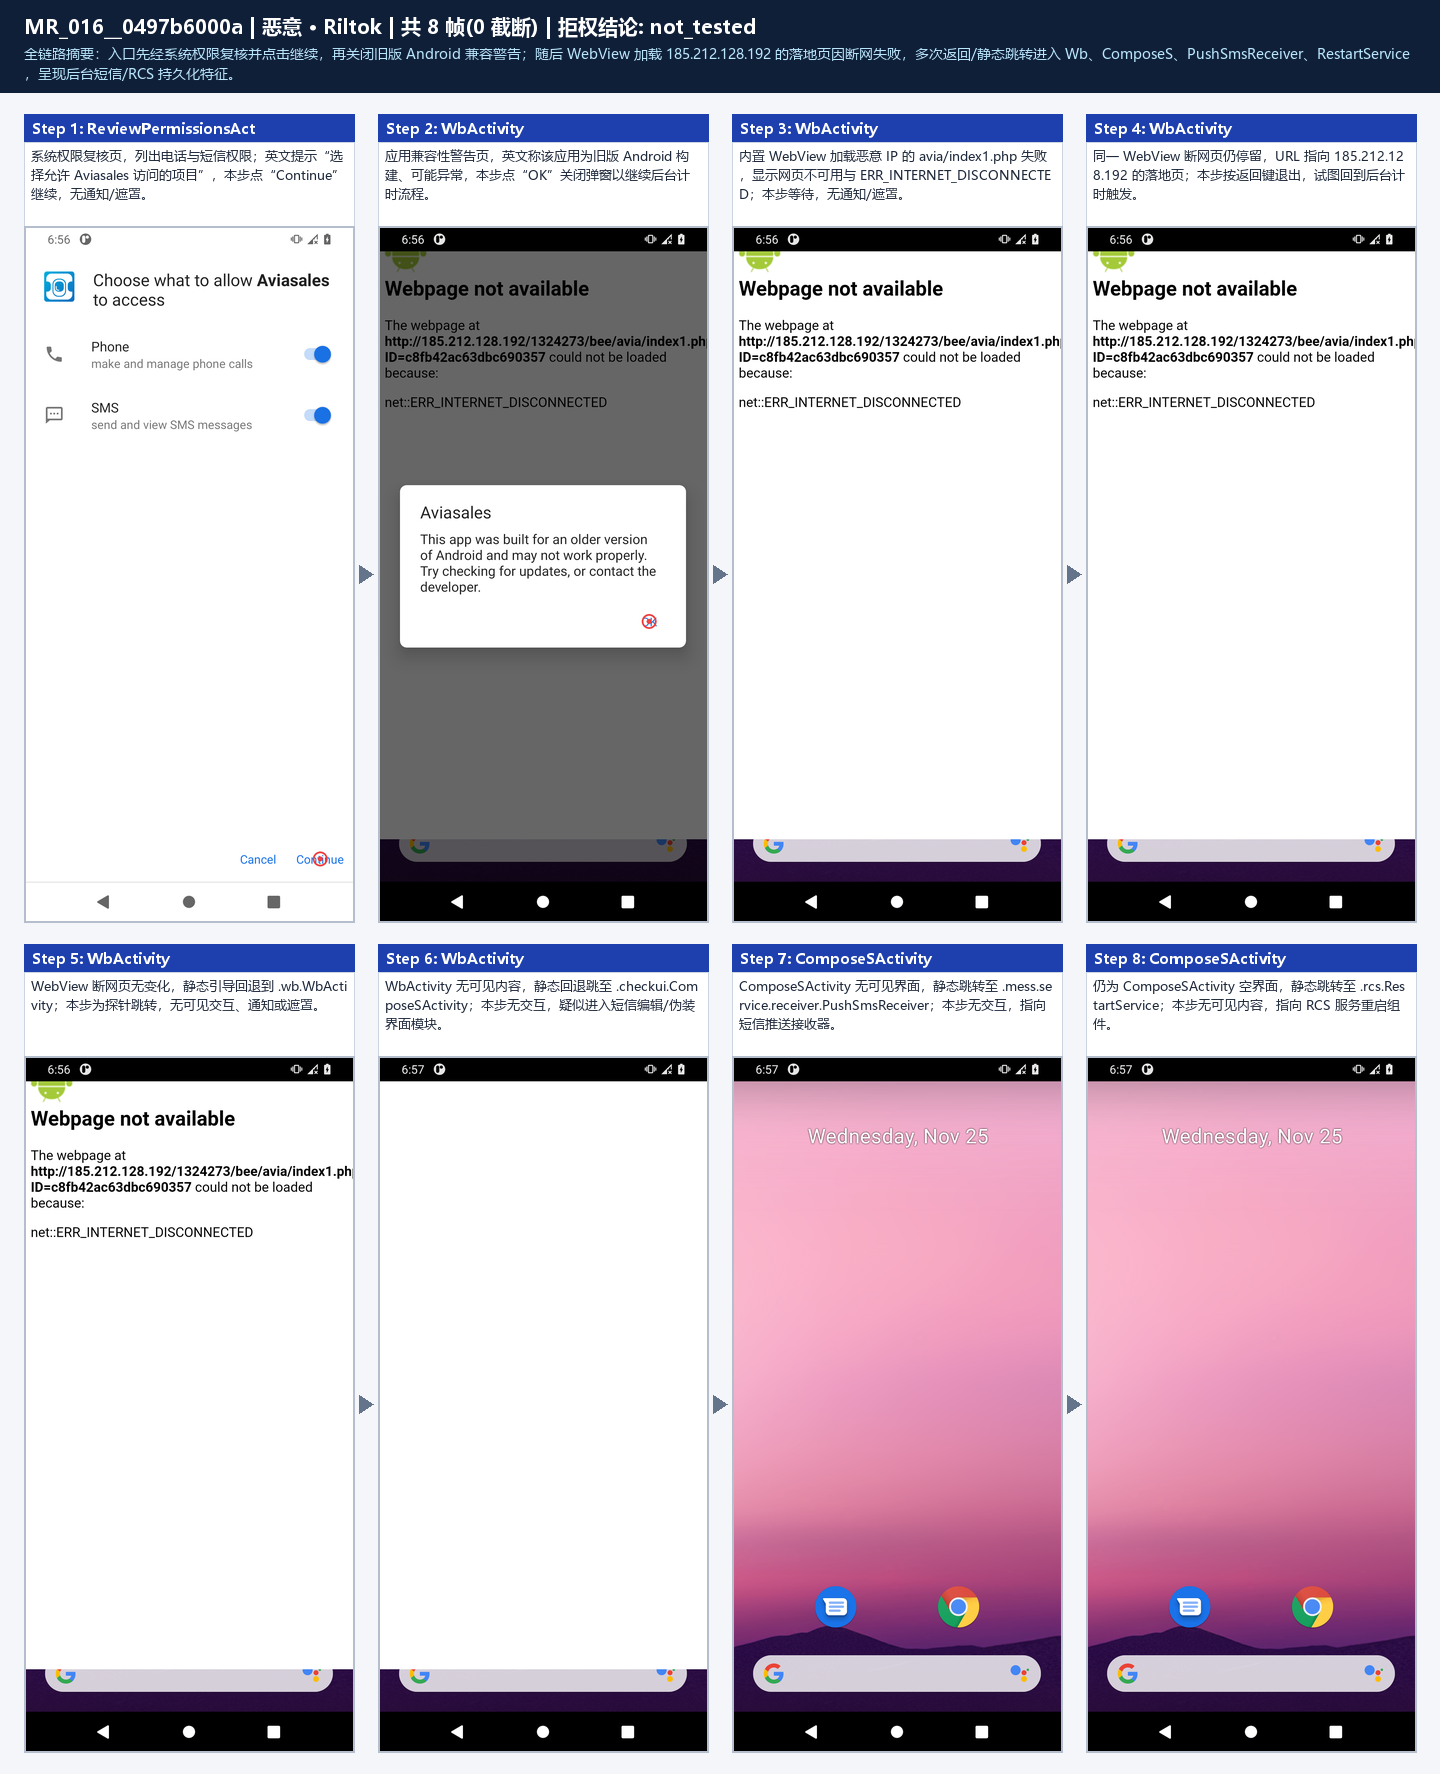 MR_016__0497b6000a | 恶意 • Riltok | 共 8 帧(0 截断) | 拒权结论: not_tested
全链路摘要：入口先经系统权限复核并点击继续，再关闭旧版 Android 兼容警告；随后 WebView 加载 185.212.128.192 的落地页因断网失败，多次返回/静态跳转进入 Wb、ComposeS、PushSmsReceiver、RestartService
，呈现后台短信/RCS 持久化特征。
Step 1: ReviewPermissionsAct
系统权限复核页，列出电话与短信权限；英文提示“选
择允许 Aviasales 访问的项目”，本步点“Continue”
继续，无通知/遮罩。
6:56
Choose what to allow Aviasales
to access
Phone
make and manage phone calls
SMS
send and view SMS messages
Cancel Continue
Step 2: WbActivity
应用兼容性警告页，英文称该应用为旧版 Android 构
建、可能异常，本步点“OK”关闭弹窗以继续后台计
时流程。
6:56
Webpage not available
The webpage at
http://185.212.128.192/1324273/bee/avia/index1.ph
ID=c8fb42ac63dbc690357 could not be loaded
because:
net::ERR_INTERNET_DISCONNECTED
Aviasales
This app was built for an older version
of Android and may not work properly.
Try checking for updates, or contact the
developer.
Step 3: WbActivity
内置 WebView 加载恶意 IP 的 avia/index1.php 失败
，显示网页不可用与 ERR_INTERNET_DISCONNECTE
D；本步等待，无通知/遮罩。
6:56
Webpage not available
The webpage at
http://185.212.128.192/1324273/bee/avia/index1.ph
ID=c8fb42ac63dbc690357 could not be loaded
because:
net::ERR_INTERNET_DISCONNECTED
Step 4: WbActivity
同一 WebView 断网页仍停留，URL 指向 185.212.12
8.192 的落地页；本步按返回键退出，试图回到后台计
时触发。
6:56
Webpage not available
The webpage at
http://185.212.128.192/1324273/bee/avia/index1.ph
ID=c8fb42ac63dbc690357 could not be loaded
because:
net::ERR_INTERNET_DISCONNECTED
Step 5: WbActivity
WebView 断网页无变化，静态引导回退到 .wb.WbActi
vity；本步为探针跳转，无可见交互、通知或遮罩。
6:56
Webpage not available
The webpage at
http://185.212.128.192/1324273/bee/avia/index1.ph
ID=c8fb42ac63dbc690357 could not be loaded
because:
net::ERR_INTERNET_DISCONNECTED
Step 6: WbActivity
WbActivity 无可见内容，静态回退跳至 .checkui.Com
poseSActivity；本步无交互，疑似进入短信编辑/伪装
界面模块。
6:57
Step 7: ComposeSActivity
ComposeSActivity 无可见界面，静态跳转至 .mess.se
rvice.receiver.PushSmsReceiver；本步无交互，指向
短信推送接收器。
6:57
Wednesday, Nov 25
Step 8: ComposeSActivity
仍为 ComposeSActivity 空界面，静态跳转至 .rcs.Res
tartService；本步无可见内容，指向 RCS 服务重启组
件。
6:57
Wednesday, Nov 25